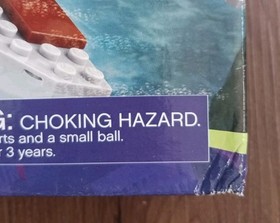 G: CHOKING HAZARD.
rts and a small ball.
r 3 years.